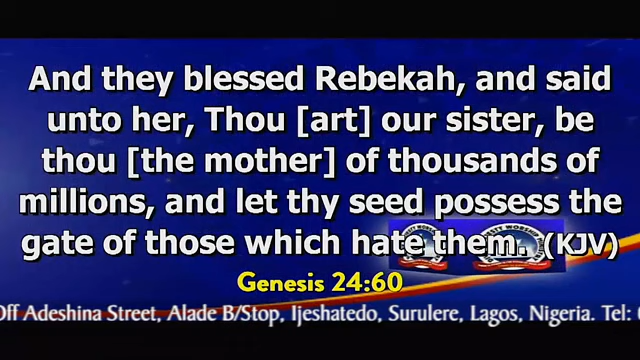 And they blessed Rebekah, and said
unto her, Thou [art] our sister, be
thou [the mother] of thousands of
millions, and let thy seed possess the
gate of those which hate them. (KJV)
Genesis 24:60
Off Adeshina Street, Alade B/Stop, Ijeshatedo, Surulere, Lagos, Nigeria. Tel: